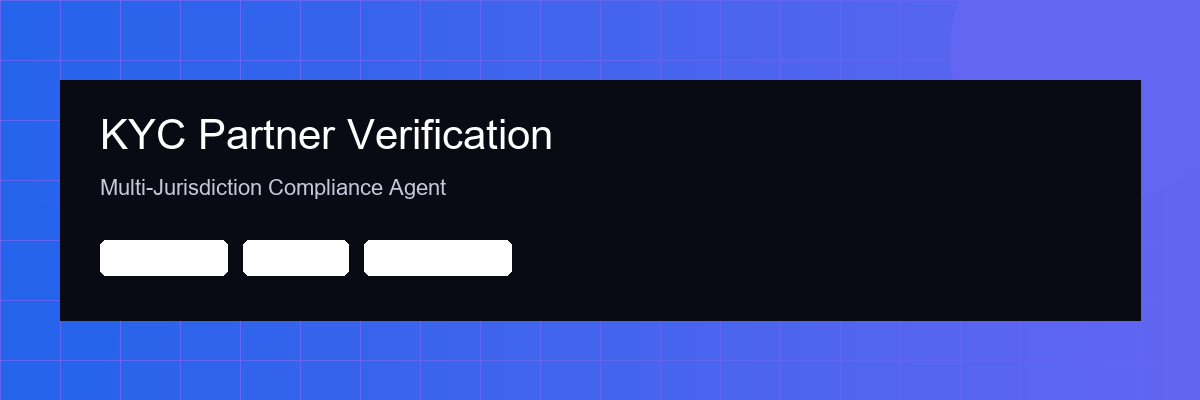 KYC Partner Verification
Multi-Jurisdiction Compliance Agent